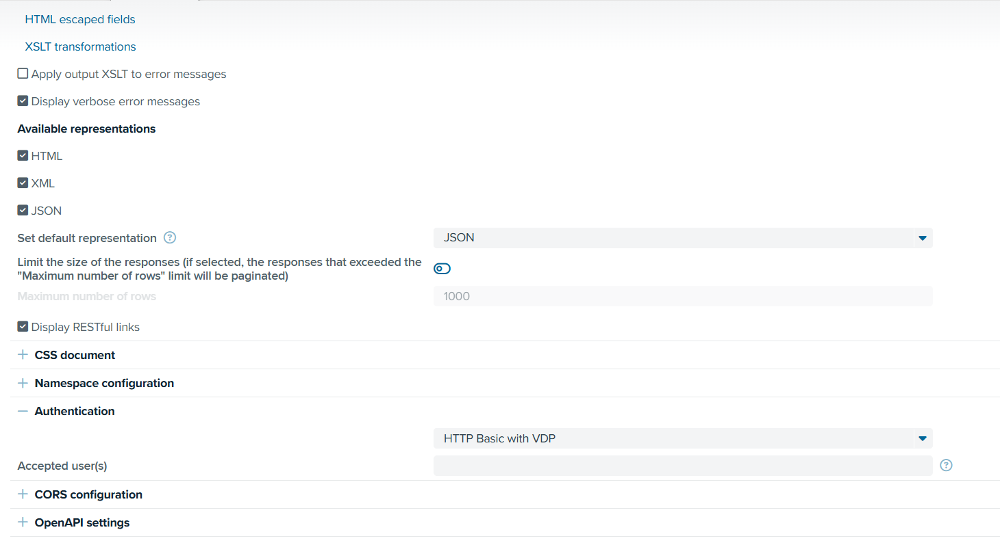 HTML escaped fields
XSLT transformations
Apply output XSLT to error messages
Display verbose error messages
Available representations
HTML
XML
JSON
Set default representation ?
JSON
Limit the size of the responses (if selected, the responses that exceeded the
"Maximum number of rows" limit will be paginated)
Maximum number of rows
1000
Display RESTful links
CSS document
Namespace configuration
Authentication
HTTP Basic with VDP
Accepted user(s)
?
CORS configuration
OpenAPI settings